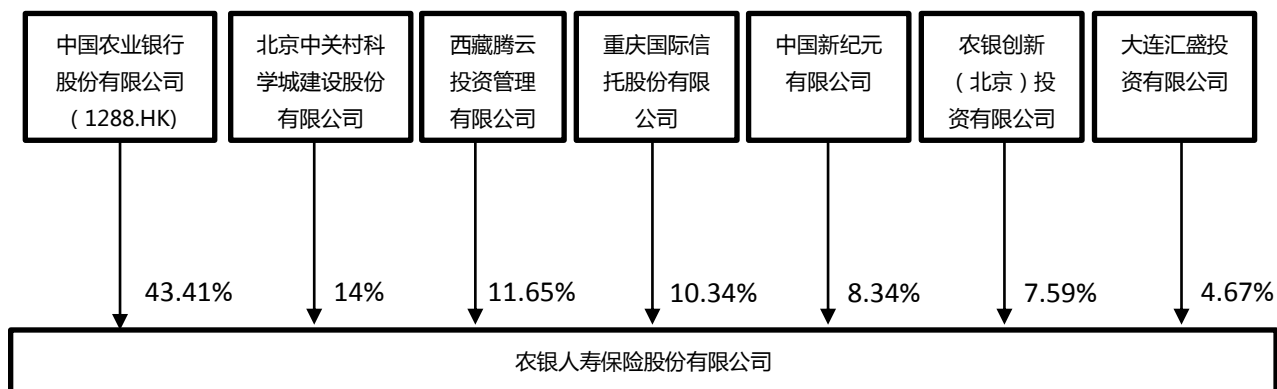 中国农业银行
股份有限公司
（1288.HK)
北京中关村科
学城建设股份
有限公司
西藏腾云
投资管理
有限公司
重庆国际信
托股份有限
公司
中国新纪元
有限公司
农银创新
（北京）投
资有限公司
大连汇盛投
资有限公司
43.41%
14%
11.65%
10.34%
8.34%
7.59%
4.67%
农银人寿保险股份有限公司